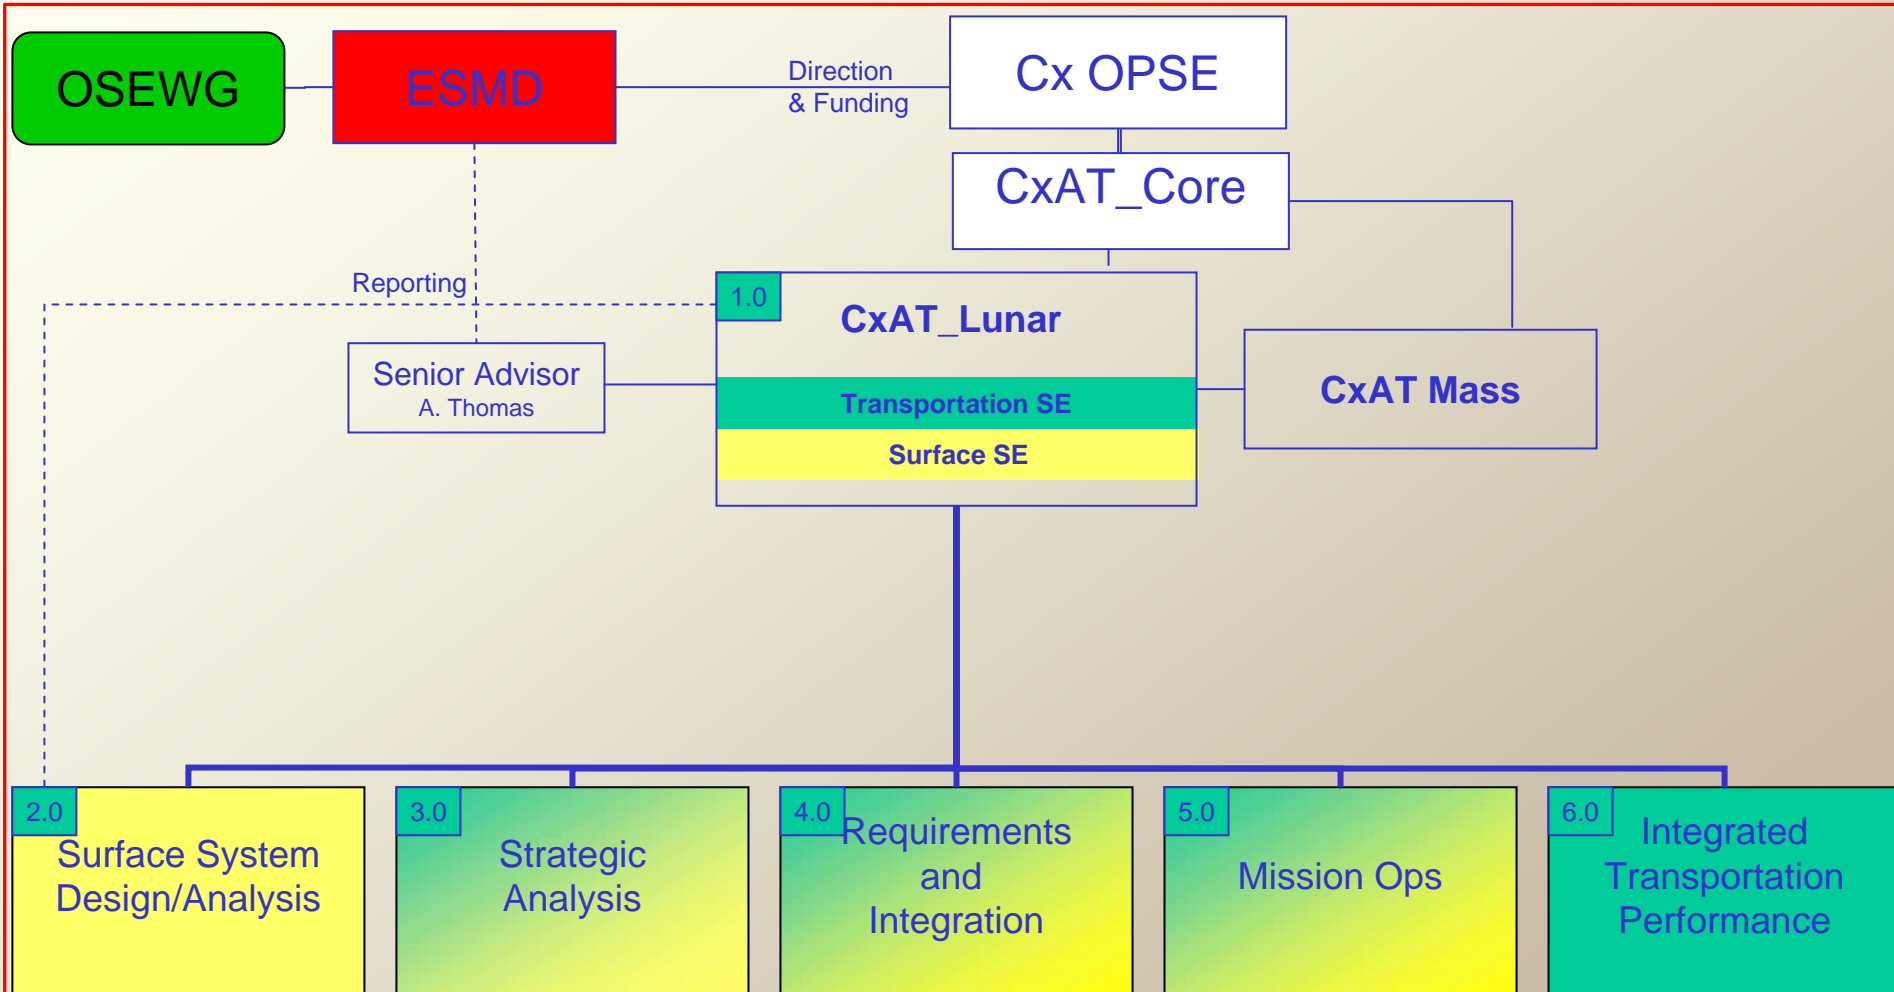 OSEWG
ESMD
Direction
& Funding
Cx OPSE
CxAT_Core
Reporting
1.0
CxAT_Lunar
Senior Advisor
A. Thomas
Transportation SE
Surface SE
CxAT Mass
2.0
Surface System
Design/Analysis
3.0
Strategic
Analysis
4.0
Requirements
and
Integration
5.0
Mission Ops
6.0
Integrated
Transportation
Performance